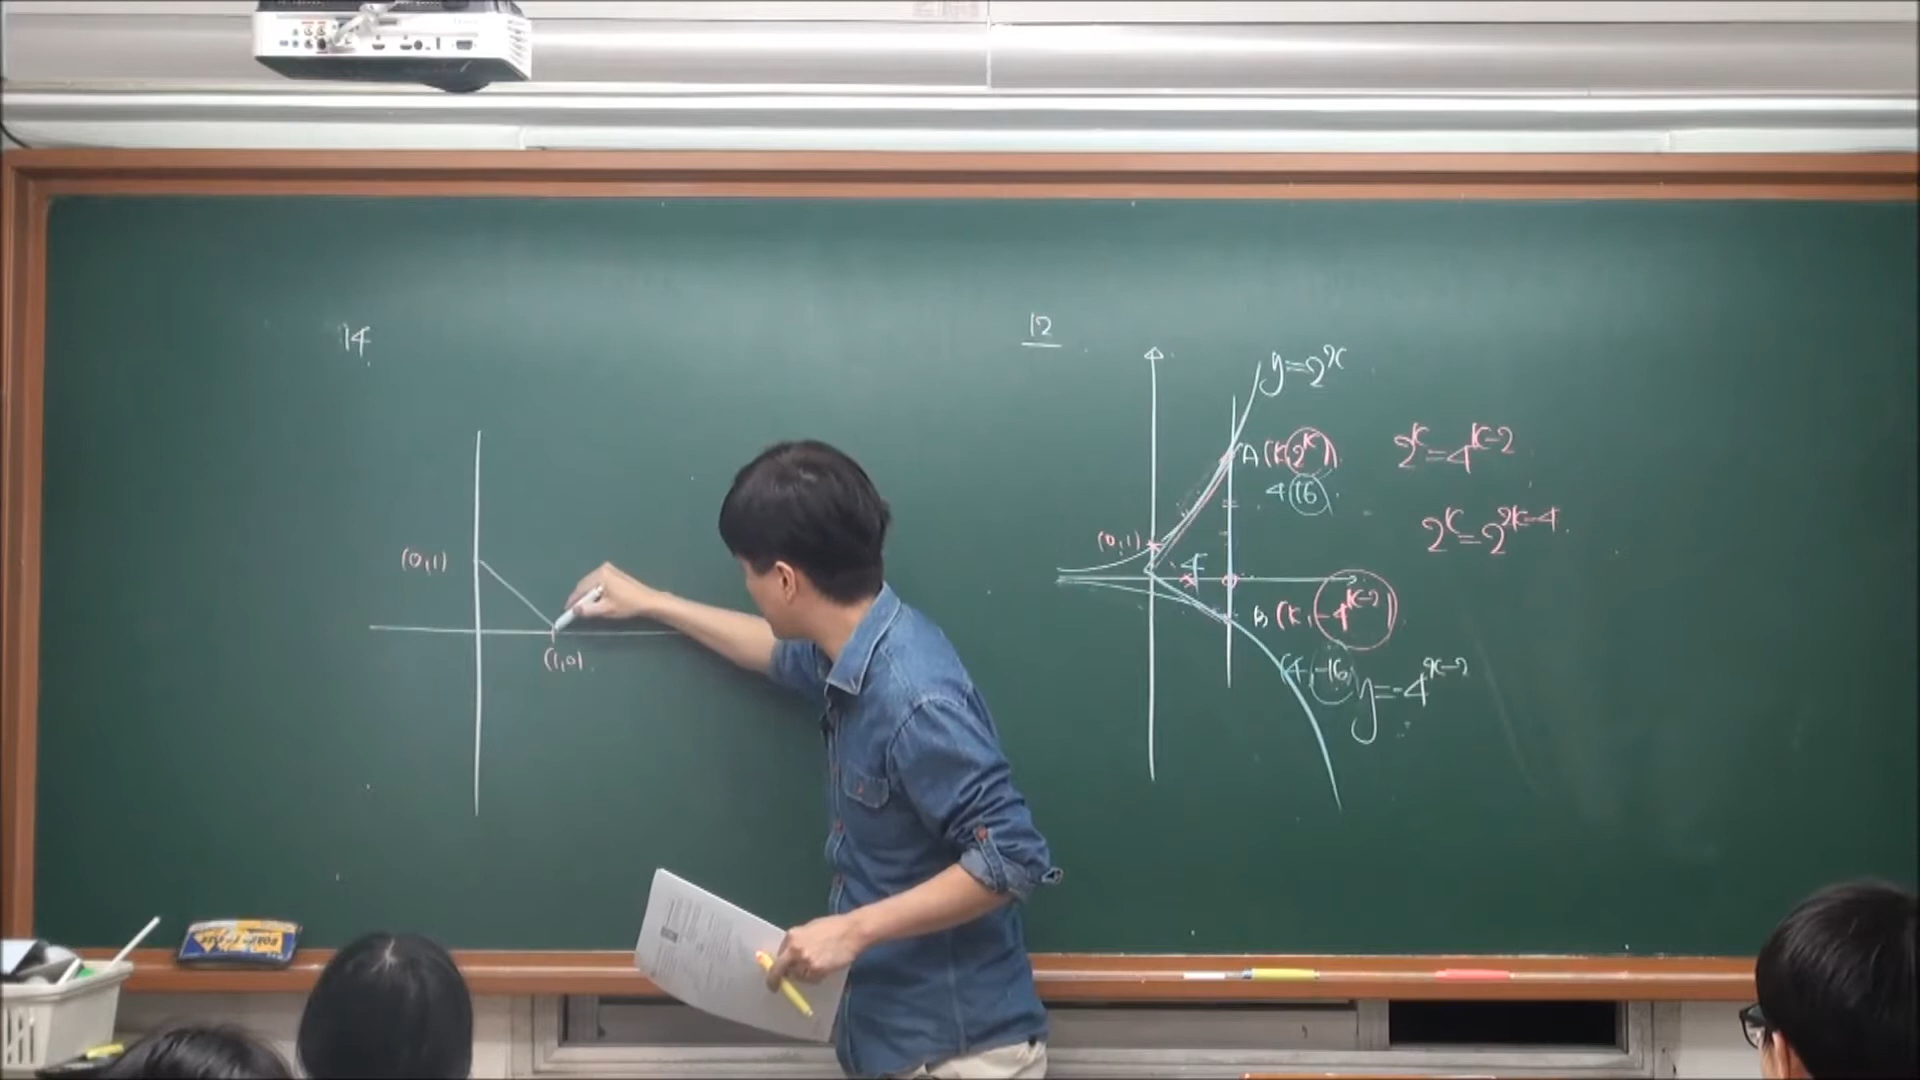 14
(0,1)
(1,0)
12
y=2^x
A(k, 2^k)
4 16
(0,1)
4
B(k, -4^{k-2})
(4, -16)
y=-4^{x-2}
2^k=4^{k-2}
2^k=2^{2k-4}